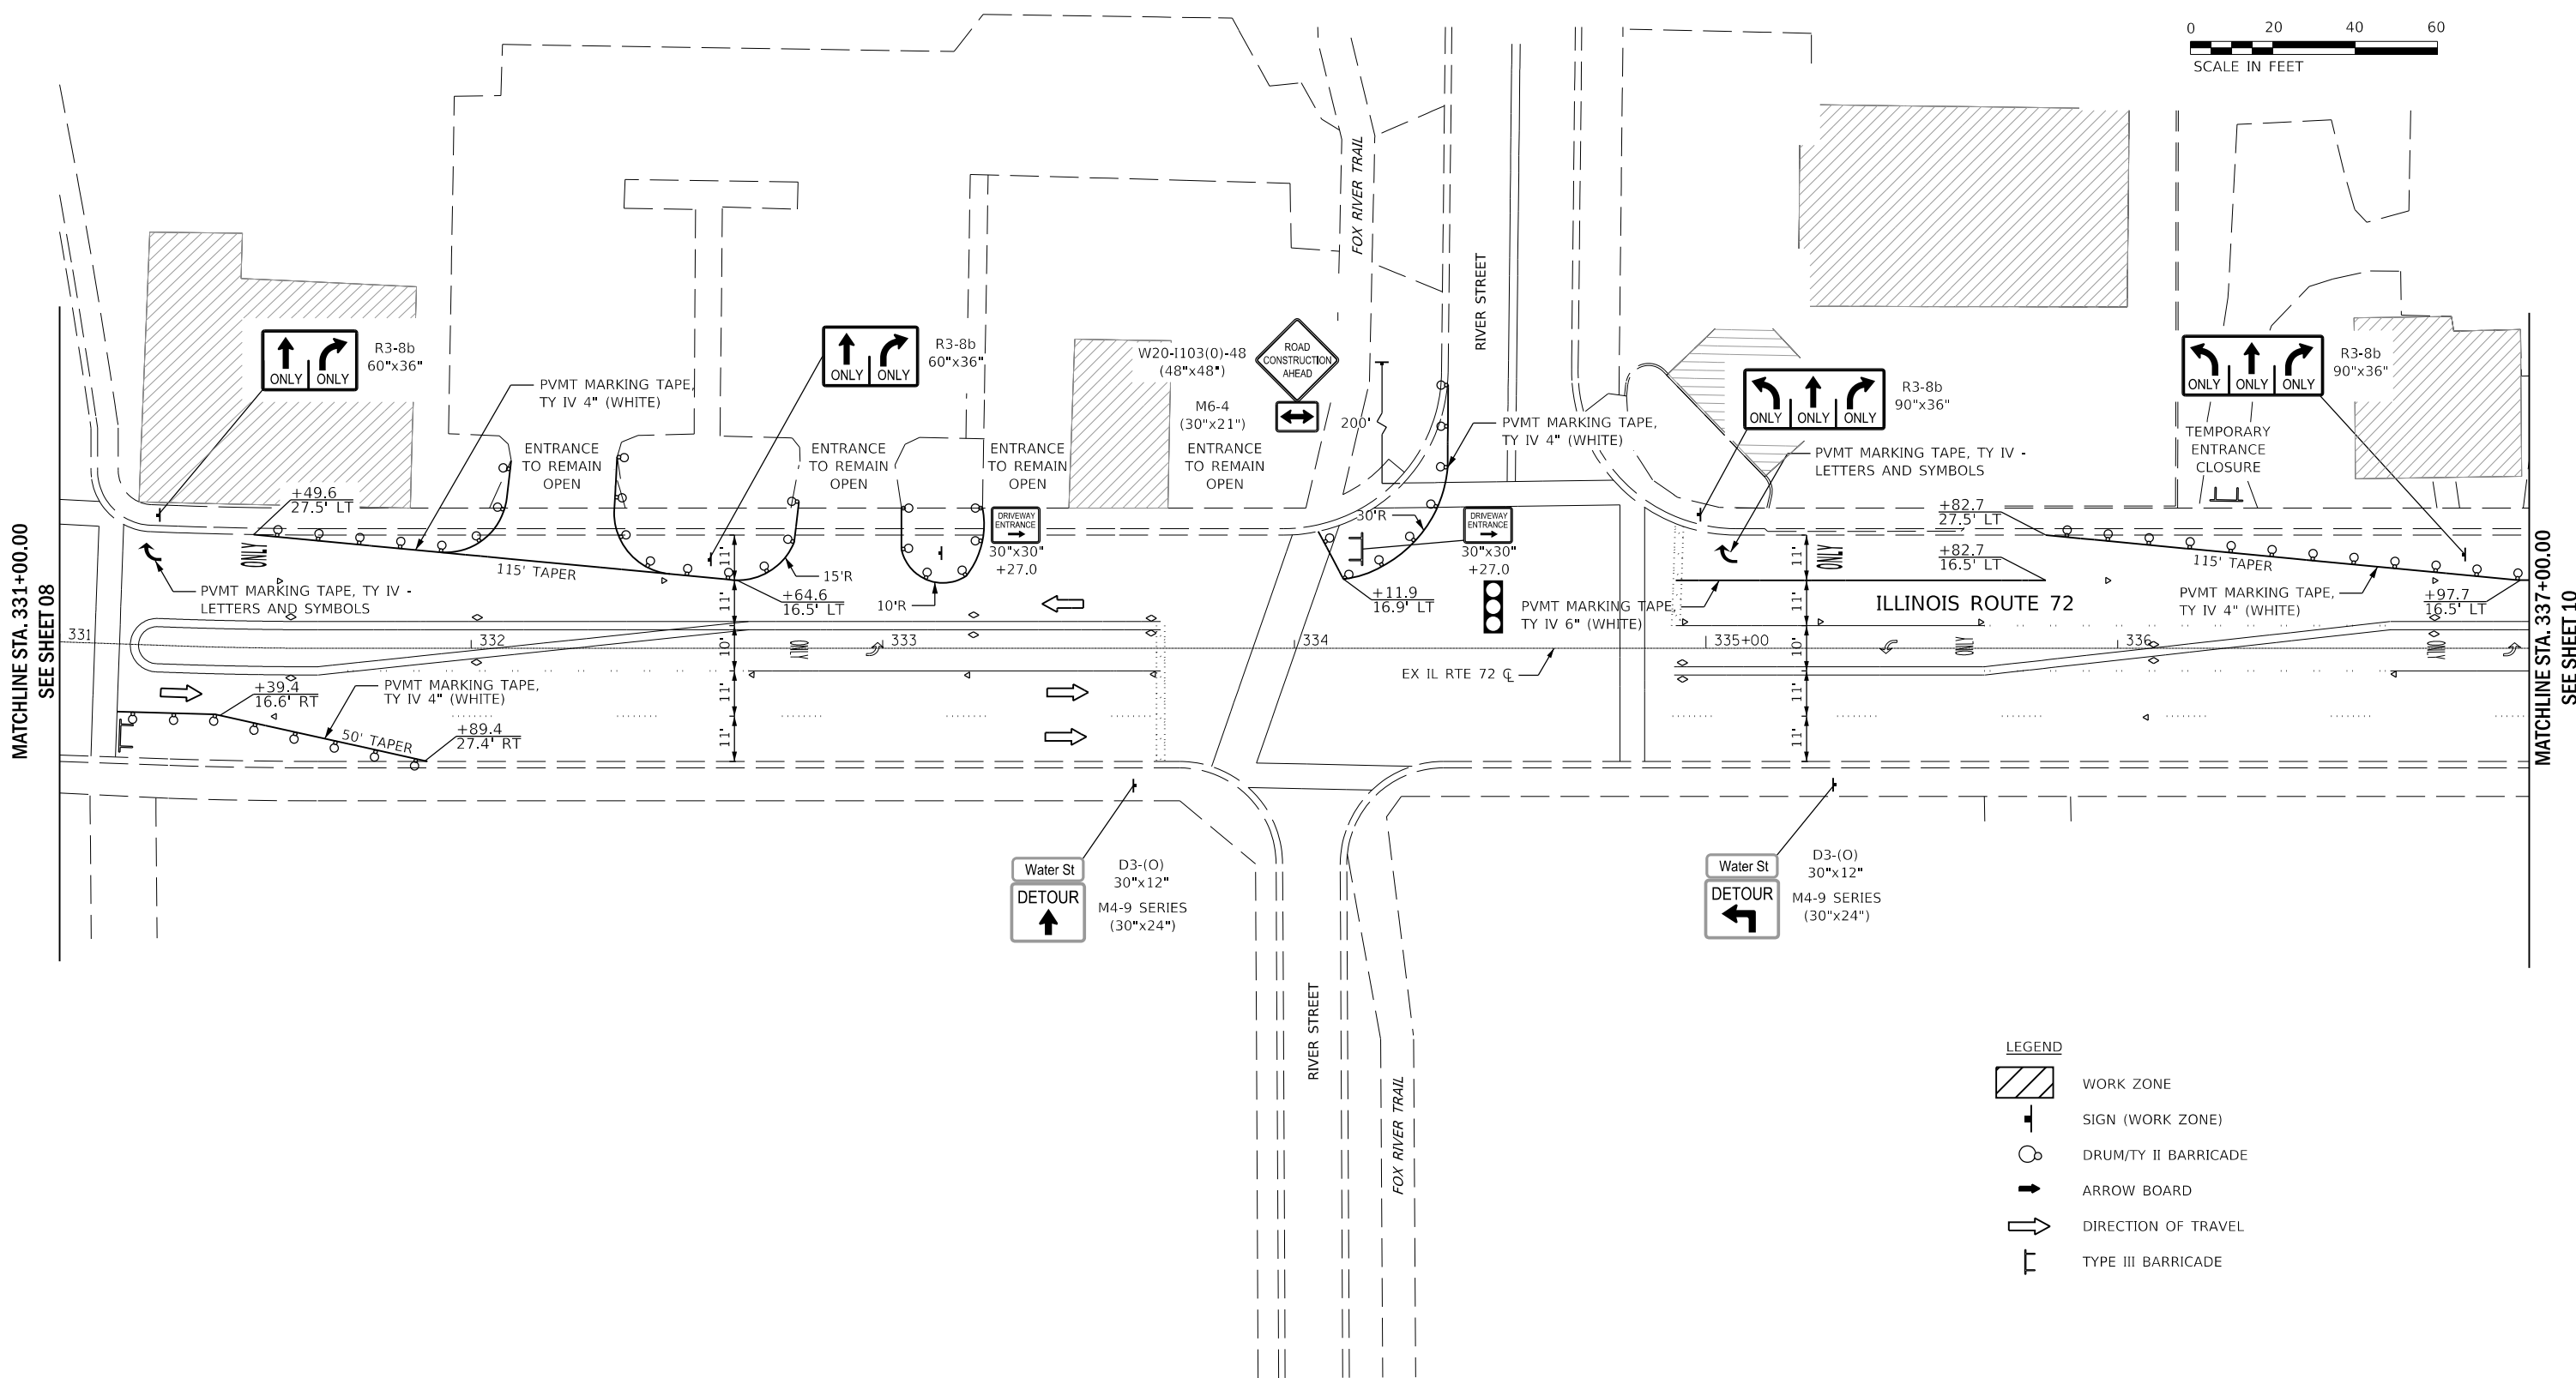 0 20 40 60
SCALE IN FEET
FOX RIVER TRAIL
RIVER STREET
MATCHLINE STA. 331+00.00
SEE SHEET 08
ONLY ONLY
R3-8b
60"x36"
PVMT MARKING TAPE,
TY IV 4" (WHITE)
ONLY ONLY
R3-8b
60"x36"
W20-I103(0)-48
(48"x48")
ROAD
CONSTRUCTION
AHEAD
M6-4
(30"x21")
200'
PVMT MARKING TAPE,
TY IV 4" (WHITE)
ONLY ONLY ONLY
R3-8b
90"x36"
PVMT MARKING TAPE, TY IV -
LETTERS AND SYMBOLS
ONLY ONLY ONLY
R3-8b
90"x36"
TEMPORARY
ENTRANCE
CLOSURE
ENTRANCE
TO REMAIN
OPEN
ENTRANCE
TO REMAIN
OPEN
ENTRANCE
TO REMAIN
OPEN
ENTRANCE
TO REMAIN
OPEN
+49.6
27.5' LT
ONLY
PVMT MARKING TAPE, TY IV -
LETTERS AND SYMBOLS
115' TAPER
11'
11'
10'
11'
11'
15'R
+64.6
16.5' LT
10'R
DRIVEWAY
ENTRANCE
30"x30"
+27.0
30'R
DRIVEWAY
ENTRANCE
30"x30"
+27.0
+11.9
16.9' LT
PVMT MARKING TAPE
TY IV 6" (WHITE)
ONLY
11'
11'
10'
11'
11'
+82.7
27.5' LT
+82.7
16.5' LT
115' TAPER
ILLINOIS ROUTE 72
PVMT MARKING TAPE,
TY IV 4" (WHITE)
+97.7
16.5' LT
331 332 333 334 335+00 336
ONLY
ONLY
ONLY
EX IL RTE 72 ℄
+39.4
16.6' RT
PVMT MARKING TAPE,
TY IV 4" (WHITE)
50' TAPER
+89.4
27.4' RT
MATCHLINE STA. 337+00.00
SEE SHEET 10
Water St
DETOUR
D3-(O)
30"x12"
M4-9 SERIES
(30"x24")
Water St
DETOUR
D3-(O)
30"x12"
M4-9 SERIES
(30"x24")
RIVER STREET
FOX RIVER TRAIL
LEGEND
WORK ZONE
SIGN (WORK ZONE)
DRUM/TY II BARRICADE
ARROW BOARD
DIRECTION OF TRAVEL
TYPE III BARRICADE